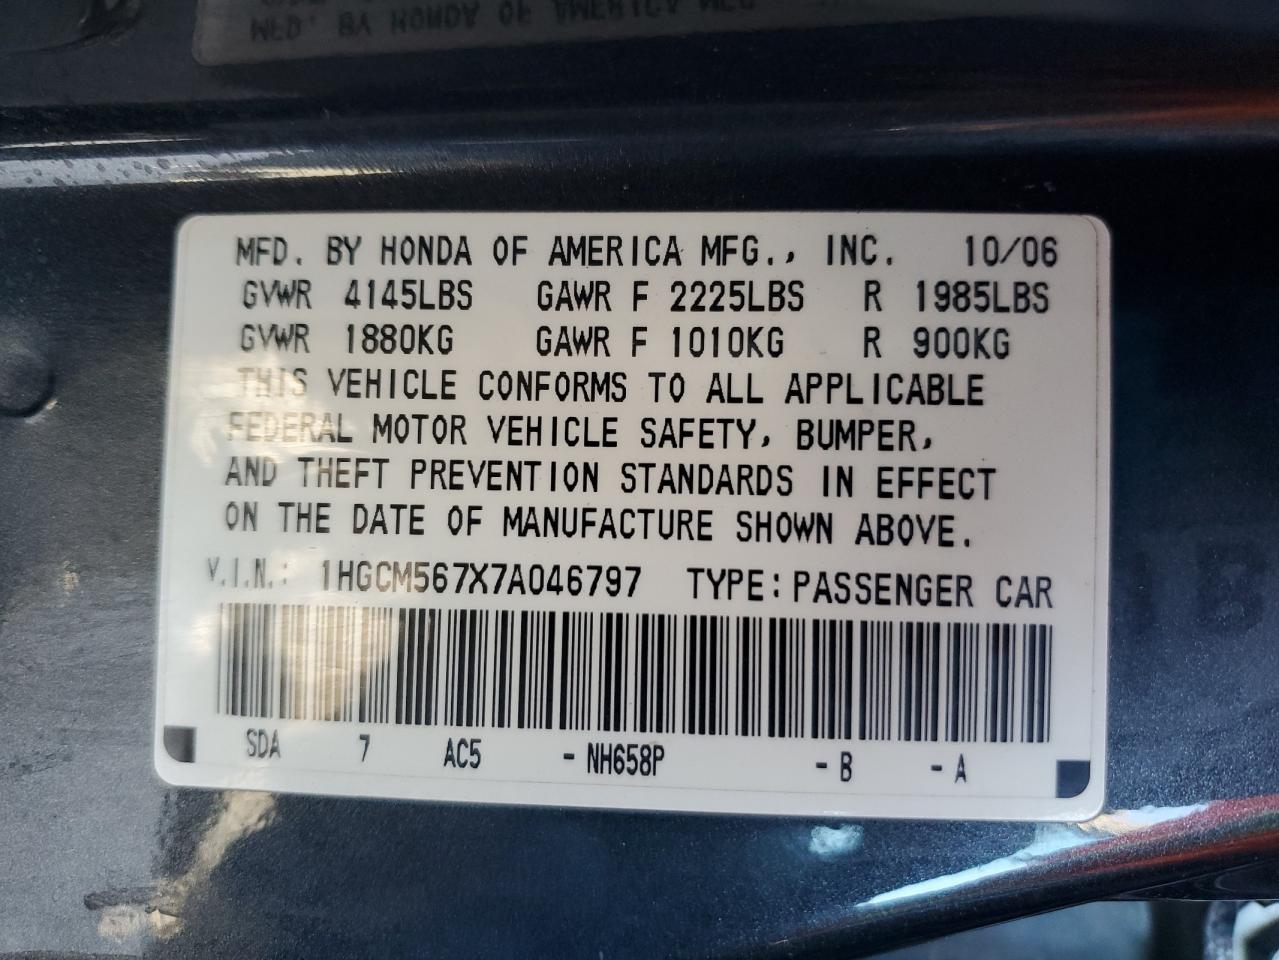 MFD. BY HONDA OF AMERICA MFG., INC. 10/06
GVWR 4145LBS GAWR F 2225LBS R 1985LBS
GVWR 1880KG GAWR F 1010KG R 900KG
THIS VEHICLE CONFORMS TO ALL APPLICABLE
FEDERAL MOTOR VEHICLE SAFETY, BUMPER,
AND THEFT PREVENTION STANDARDS IN EFFECT
ON THE DATE OF MANUFACTURE SHOWN ABOVE.
V.I.N.: 1HGCM567X7A046797 TYPE: PASSENGER CAR
SDA 7 AC5 - NH658P - B - A